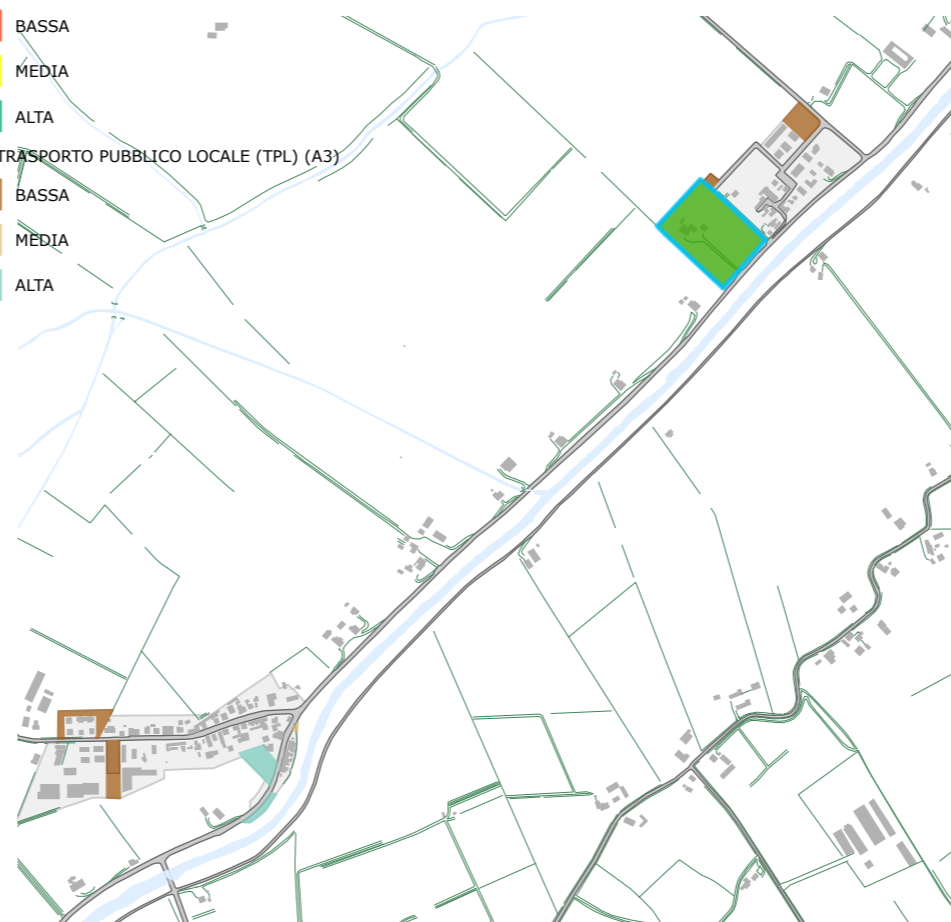 BASSA
MEDIA
ALTA
TRASPORTO PUBBLICO LOCALE (TPL) (A3)
BASSA
MEDIA
ALTA